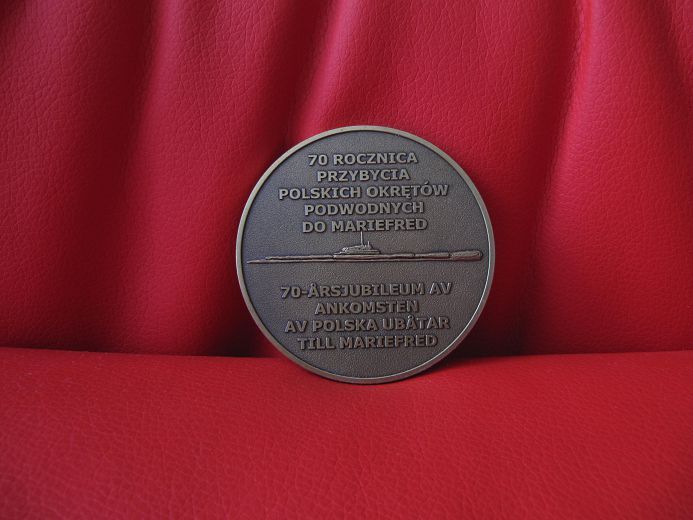 70 ROCZNICA
PRZYBYCIA
POLSKICH OKRĘTÓW
PODWODNYCH
DO MARIEFRED
70-ÅRSJUBILEUM AV
ANKOMSTEN
AV POLSKA UBÅTAR
TILL MARIEFRED